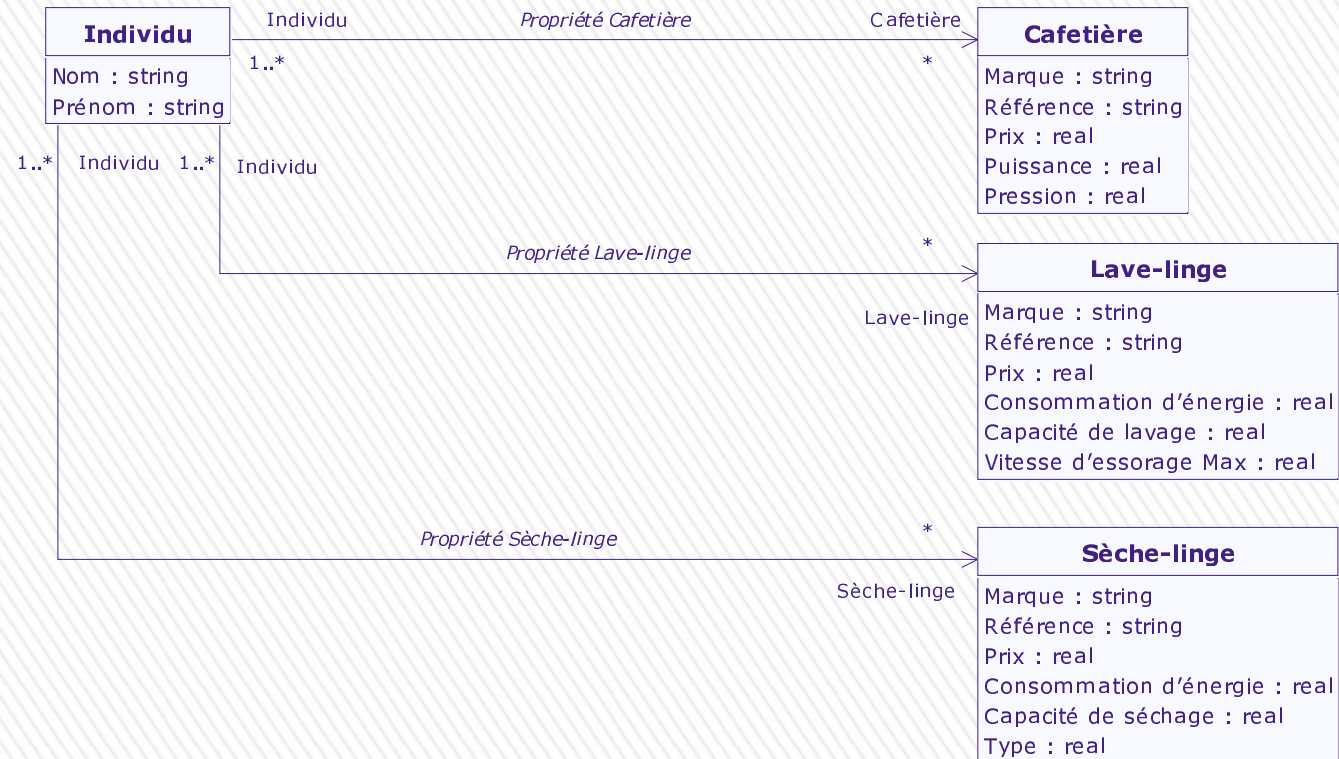 Individu
Nom : string
Prénom : string
Individu
Propriété Cafetière
Cafetière
1..*
*
Cafetière
Marque : string
Référence : string
Prix : real
Puissance : real
Pression : real
1..*
Individu
1..*
Individu
Propriété Lave-linge
*
Lave-linge
Lave-linge
Marque : string
Référence : string
Prix : real
Consommation d’énergie : real
Capacité de lavage : real
Vitesse d’essorage Max : real
Propriété Sèche-linge
*
Sèche-linge
Sèche-linge
Marque : string
Référence : string
Prix : real
Consommation d’énergie : real
Capacité de séchage : real
Type : real